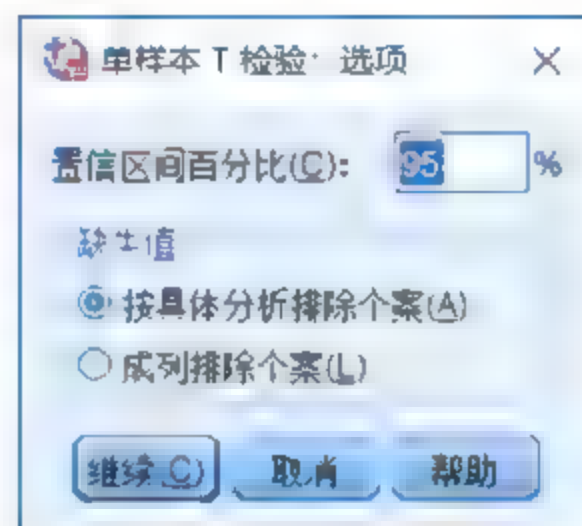 单样本 T 检验：选项
置信区间百分比(C)： 95 %
缺失值
按具体分析排除个案(A)
成列排除个案(L)
继续(C) 取消 帮助